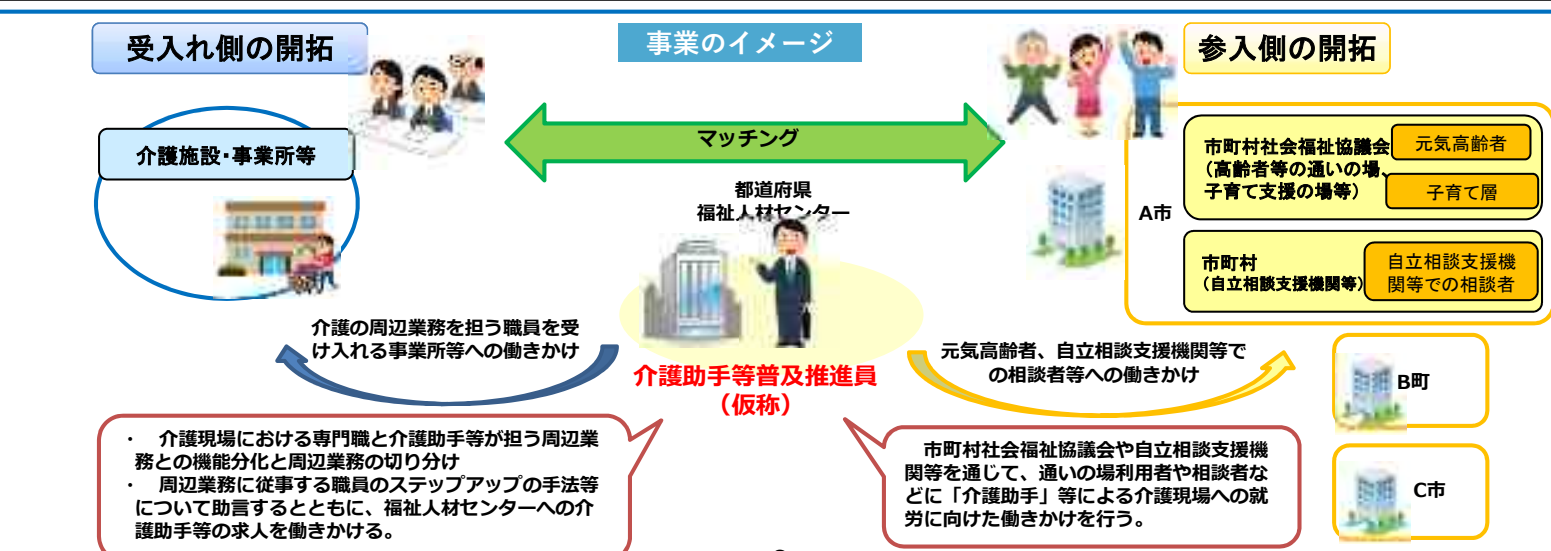 受入れ側の開拓
事業のイメージ
参入側の開拓
マッチング
介護施設・事業所等
都道府県
福祉人材センター
A市
市町村社会福祉協議会
（高齢者等の通いの場、
子育て支援の場等）
元気高齢者
子育て層
市町村
（自立相談支援機関等）
自立相談支援機
関等での相談者
介護の周辺業務を担う職員を受
け入れる事業所等への働きかけ
介護助手等普及推進員
（仮称）
元気高齢者、自立相談支援機関等で
の相談者等への働きかけ
B町
C市
・　介護現場における専門職と介護助手等が担う周辺業
務との機能分化と周辺業務の切り分け
・　周辺業務に従事する職員のステップアップの手法等
について助言するとともに、福祉人材センターへの介
護助手等の求人を働きかける。
市町村社会福祉協議会や自立相談支援機
関等を通じて、通いの場利用者や相談者な
どに「介護助手」等による介護現場への就
労に向けた働きかけを行う。